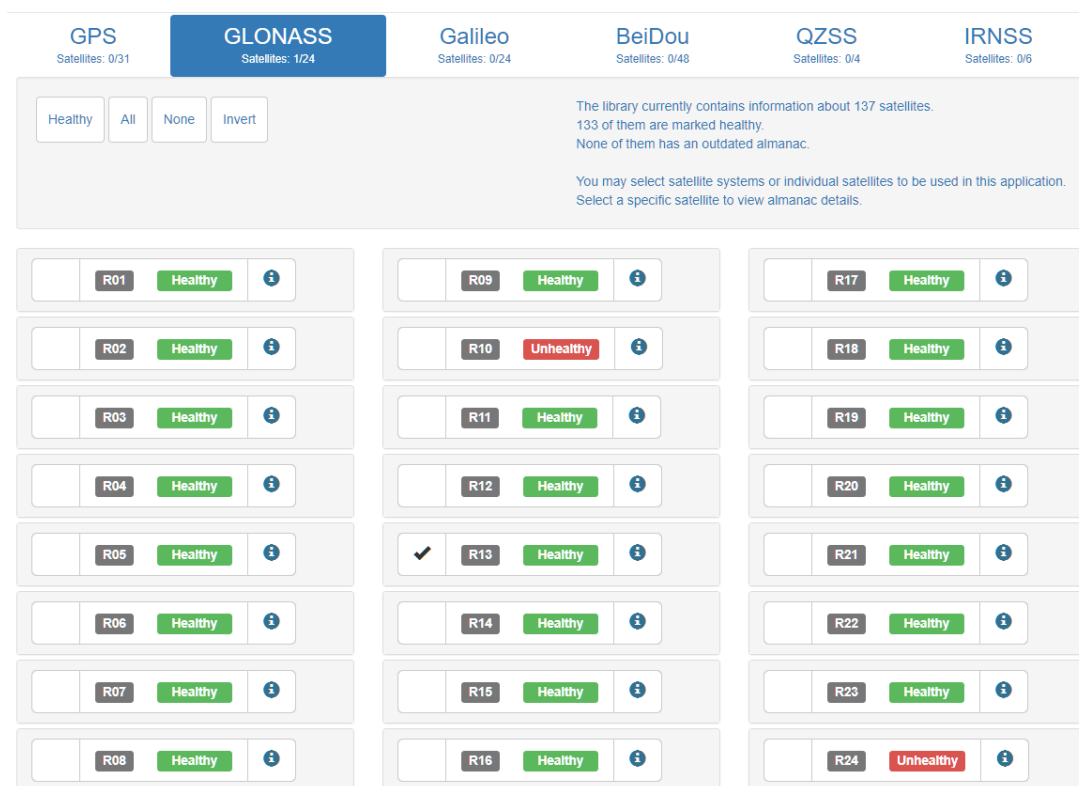 GPS GLONASS Galileo BeiDou QZSS IRNSS
Satellites: 0/31 Satellites: 1/24 Satellites: 0/24 Satellites: 0/48 Satellites: 0/4 Satellites: 0/6
Healthy All None Invert
The library currently contains information about 137 satellites.
133 of them are marked healthy.
None of them has an outdated almanac.
You may select satellite systems or individual satellites to be used in this application.
Select a specific satellite to view almanac details.
R01 Healthy R09 Healthy R17 Healthy
R02 Healthy R10 Unhealthy R18 Healthy
R03 Healthy R11 Healthy R19 Healthy
R04 Healthy R12 Healthy R20 Healthy
R05 Healthy R13 Healthy R21 Healthy
R06 Healthy R14 Healthy R22 Healthy
R07 Healthy R15 Healthy R23 Healthy
R08 Healthy R16 Healthy R24 Unhealthy